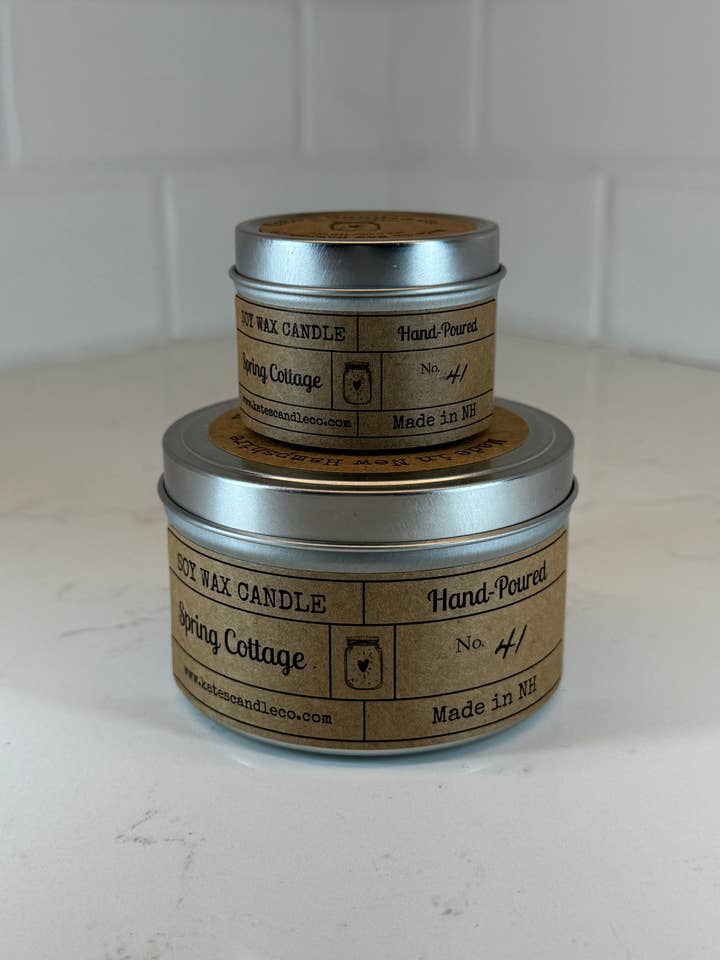 SOY WAX CANDLE
Hand-Poured
Spring Cottage
No. 41
www.katescandleco.com
Made in NH
Made in New Hampshire
SOY WAX CANDLE
Hand-Poured
Spring Cottage
No. 41
www.katescandleco.com
Made in NH